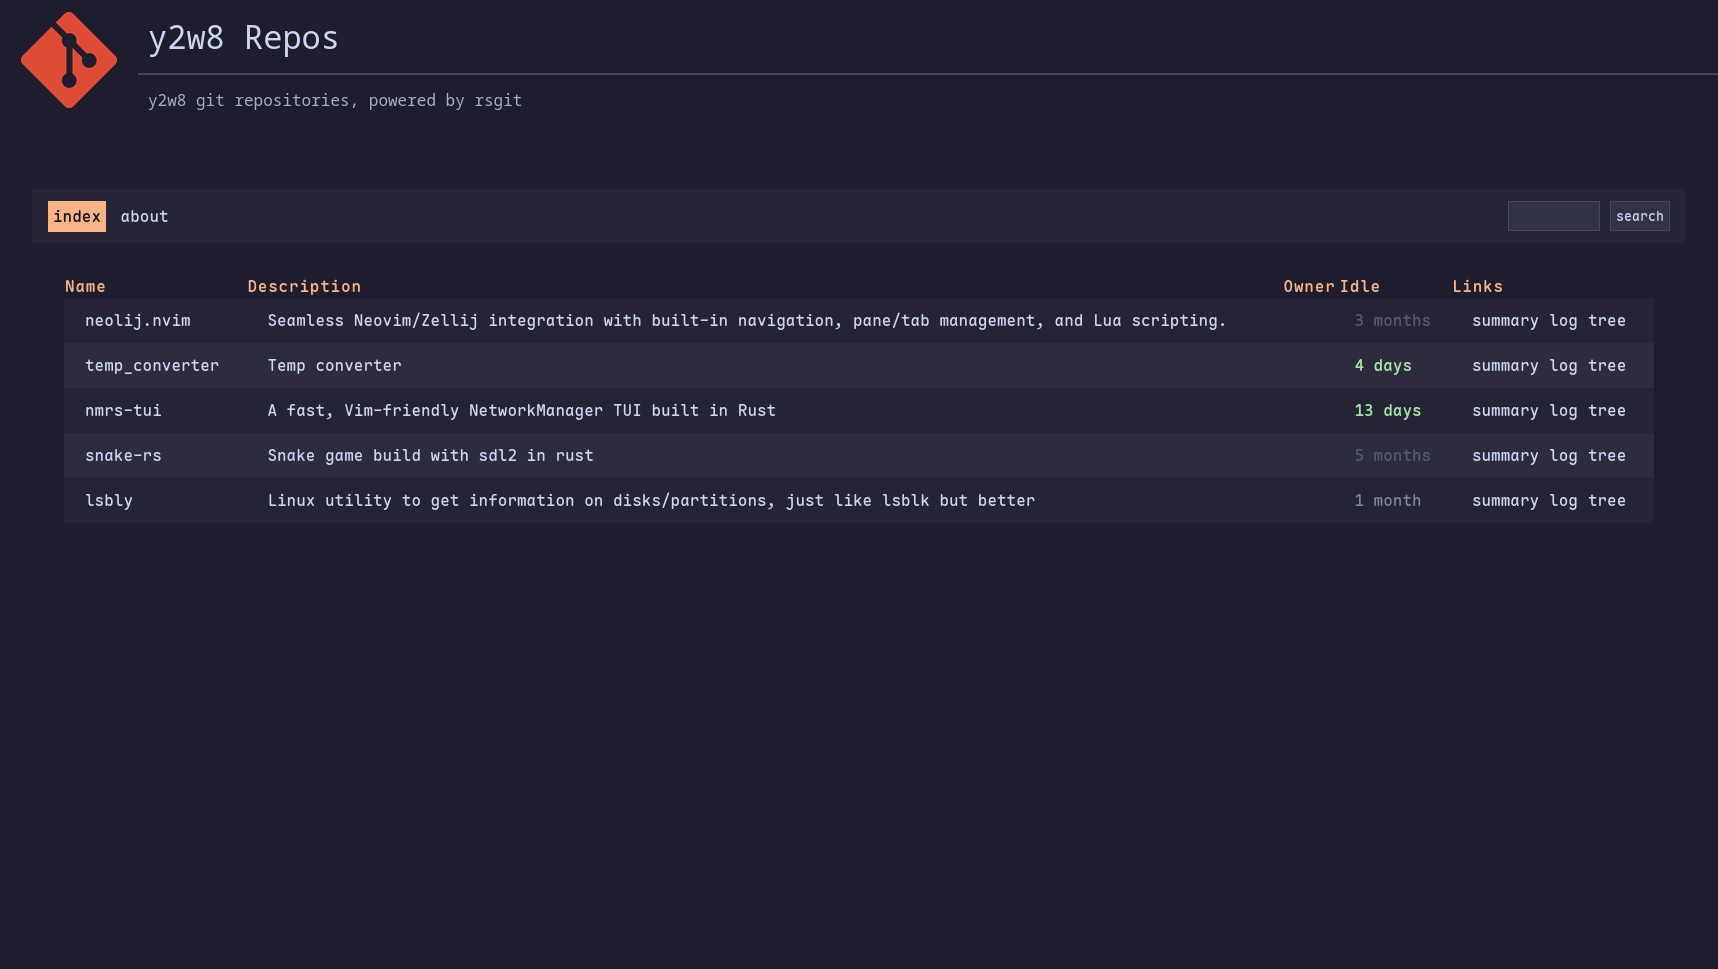 y2w8 Repos
y2w8 git repositories, powered by rsgit
index about search
Name Description Owner Idle Links
neolij.nvim Seamless Neovim/Zellij integration with built-in navigation, pane/tab management, and Lua scripting. 3 months summary log tree
temp_converter Temp converter 4 days summary log tree
nmrs-tui A fast, Vim-friendly NetworkManager TUI built in Rust 13 days summary log tree
snake-rs Snake game build with sdl2 in rust 5 months summary log tree
lsbly Linux utility to get information on disks/partitions, just like lsblk but better 1 month summary log tree